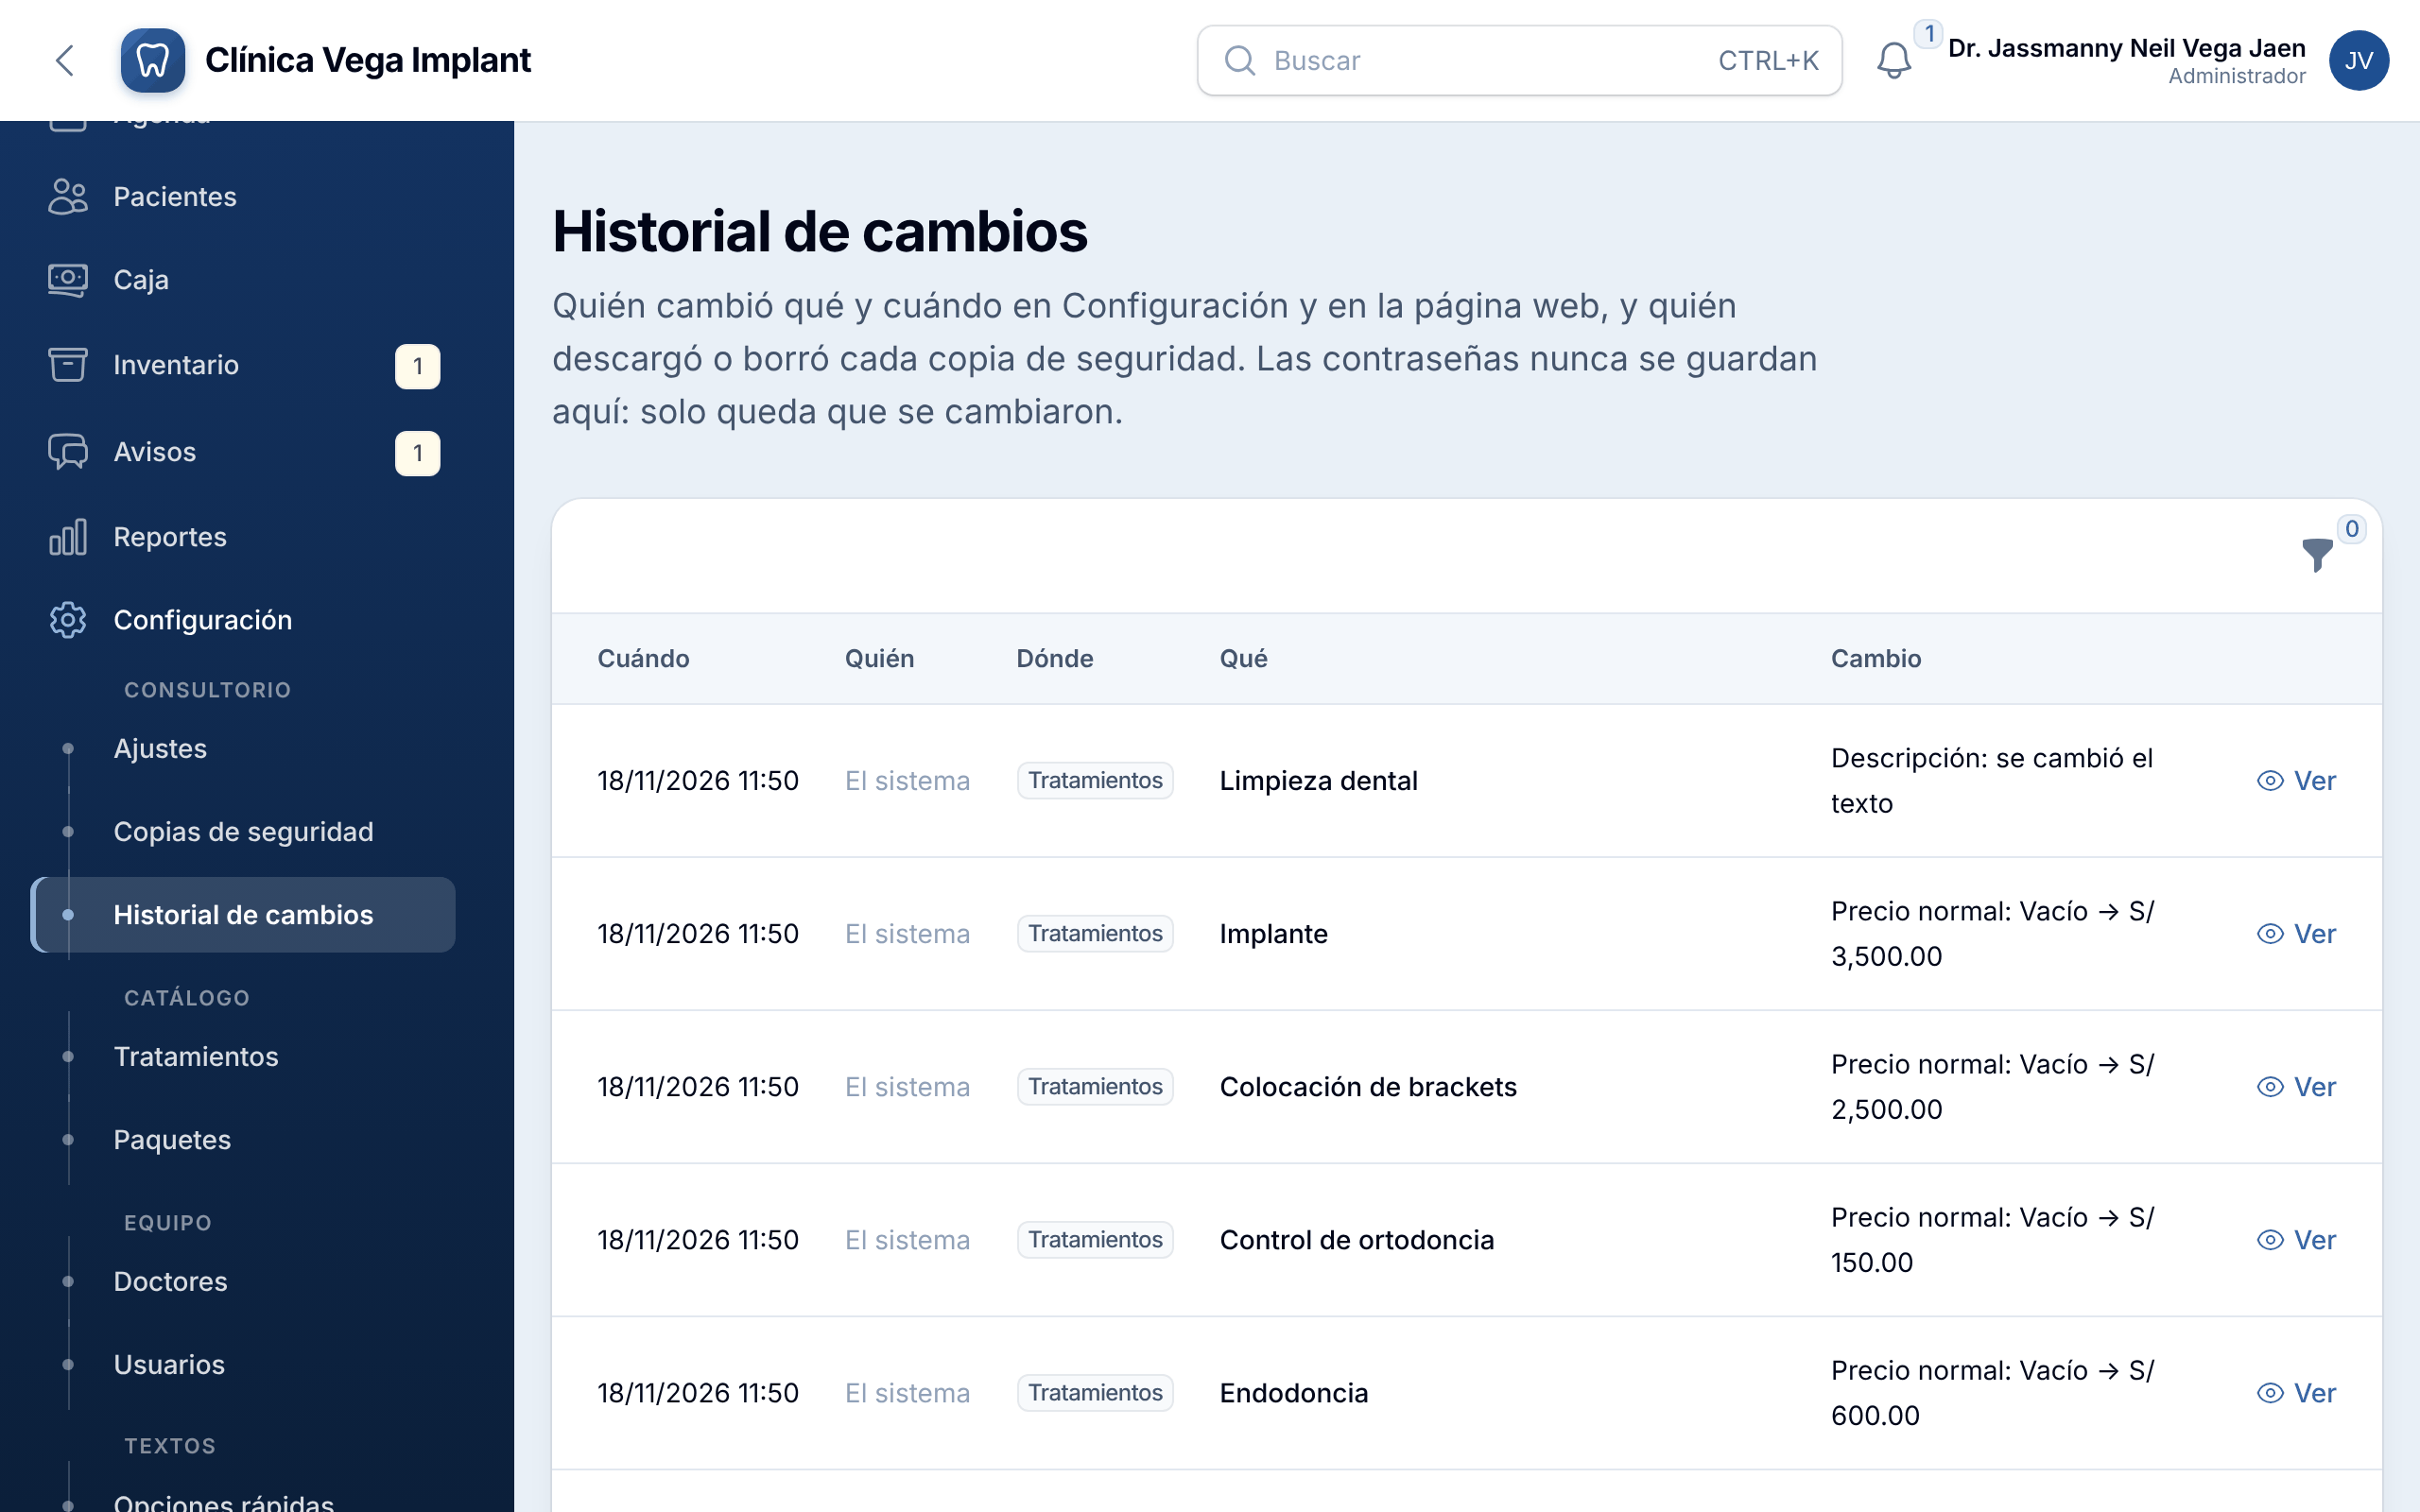 Clínica Vega Implant
Buscar
CTRL+K
1
Dr. Jassmanny Neil Vega Jaen
Administrador
JV
Agenda
Pacientes
Caja
Inventario
1
Avisos
1
Reportes
Configuración
CONSULTORIO
Ajustes
Copias de seguridad
Historial de cambios
CATÁLOGO
Tratamientos
Paquetes
EQUIPO
Doctores
Usuarios
TEXTOS
Opciones rápidas
Historial de cambios
Quién cambió qué y cuándo en Configuración y en la página web, y quién
descargó o borró cada copia de seguridad. Las contraseñas nunca se guardan
aquí: solo queda que se cambiaron.
0
Cuándo Quién Dónde Qué Cambio
18/11/2026 11:50 El sistema Tratamientos Limpieza dental Descripción: se cambió el
texto
Ver
18/11/2026 11:50 El sistema Tratamientos Implante Precio normal: Vacío → S/
3,500.00
Ver
18/11/2026 11:50 El sistema Tratamientos Colocación de brackets Precio normal: Vacío → S/
2,500.00
Ver
18/11/2026 11:50 El sistema Tratamientos Control de ortodoncia Precio normal: Vacío → S/
150.00
Ver
18/11/2026 11:50 El sistema Tratamientos Endodoncia Precio normal: Vacío → S/
600.00
Ver